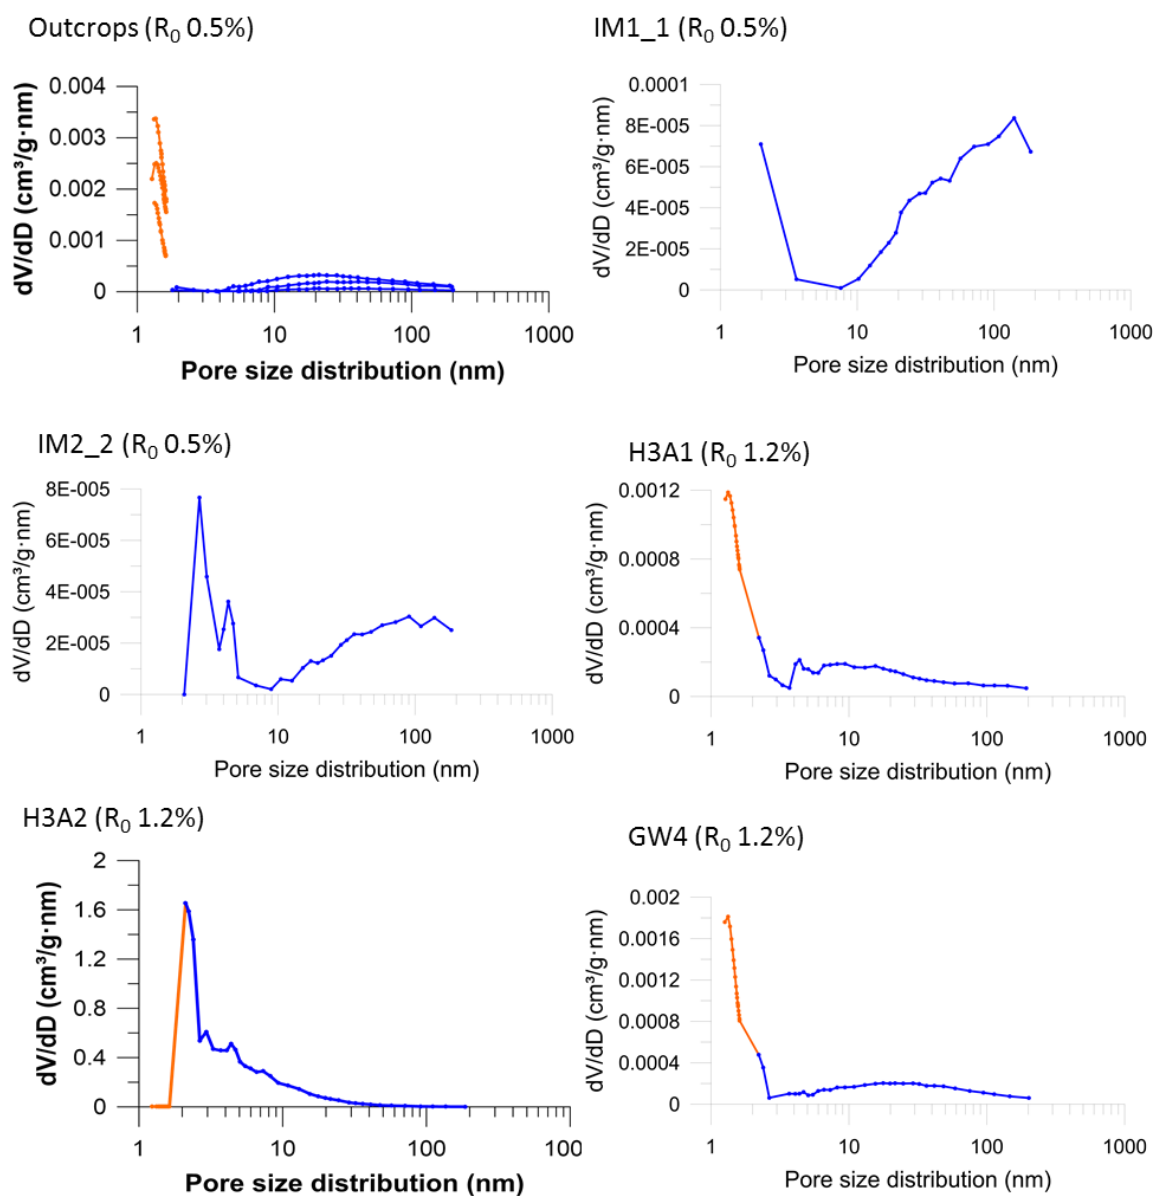 Outcrops (R₀ 0.5%)
0.004
0.003
0.002
0.001
0
dV/dD (cm³/g·nm)
1 10 100 1000
Pore size distribution (nm)
IM1_1 (R₀ 0.5%)
0.0001
8E-005
6E-005
4E-005
2E-005
0
dV/dD (cm³/g·nm)
1 10 100 1000
Pore size distribution (nm)
IM2_2 (R₀ 0.5%)
8E-005
6E-005
4E-005
2E-005
0
dV/dD (cm³/g·nm)
1 10 100 1000
Pore size distribution (nm)
H3A1 (R₀ 1.2%)
0.0012
0.0008
0.0004
0
dV/dD (cm³/g·nm)
1 10 100 1000
Pore size distribution (nm)
H3A2 (R₀ 1.2%)
2
1.6
1.2
0.8
0.4
0
dV/dD (cm³/g·nm)
1 10 100 1000
Pore size distribution (nm)
GW4 (R₀ 1.2%)
0.002
0.0016
0.0012
0.0008
0.0004
0
dV/dD (cm³/g·nm)
1 10 100 1000
Pore size distribution (nm)